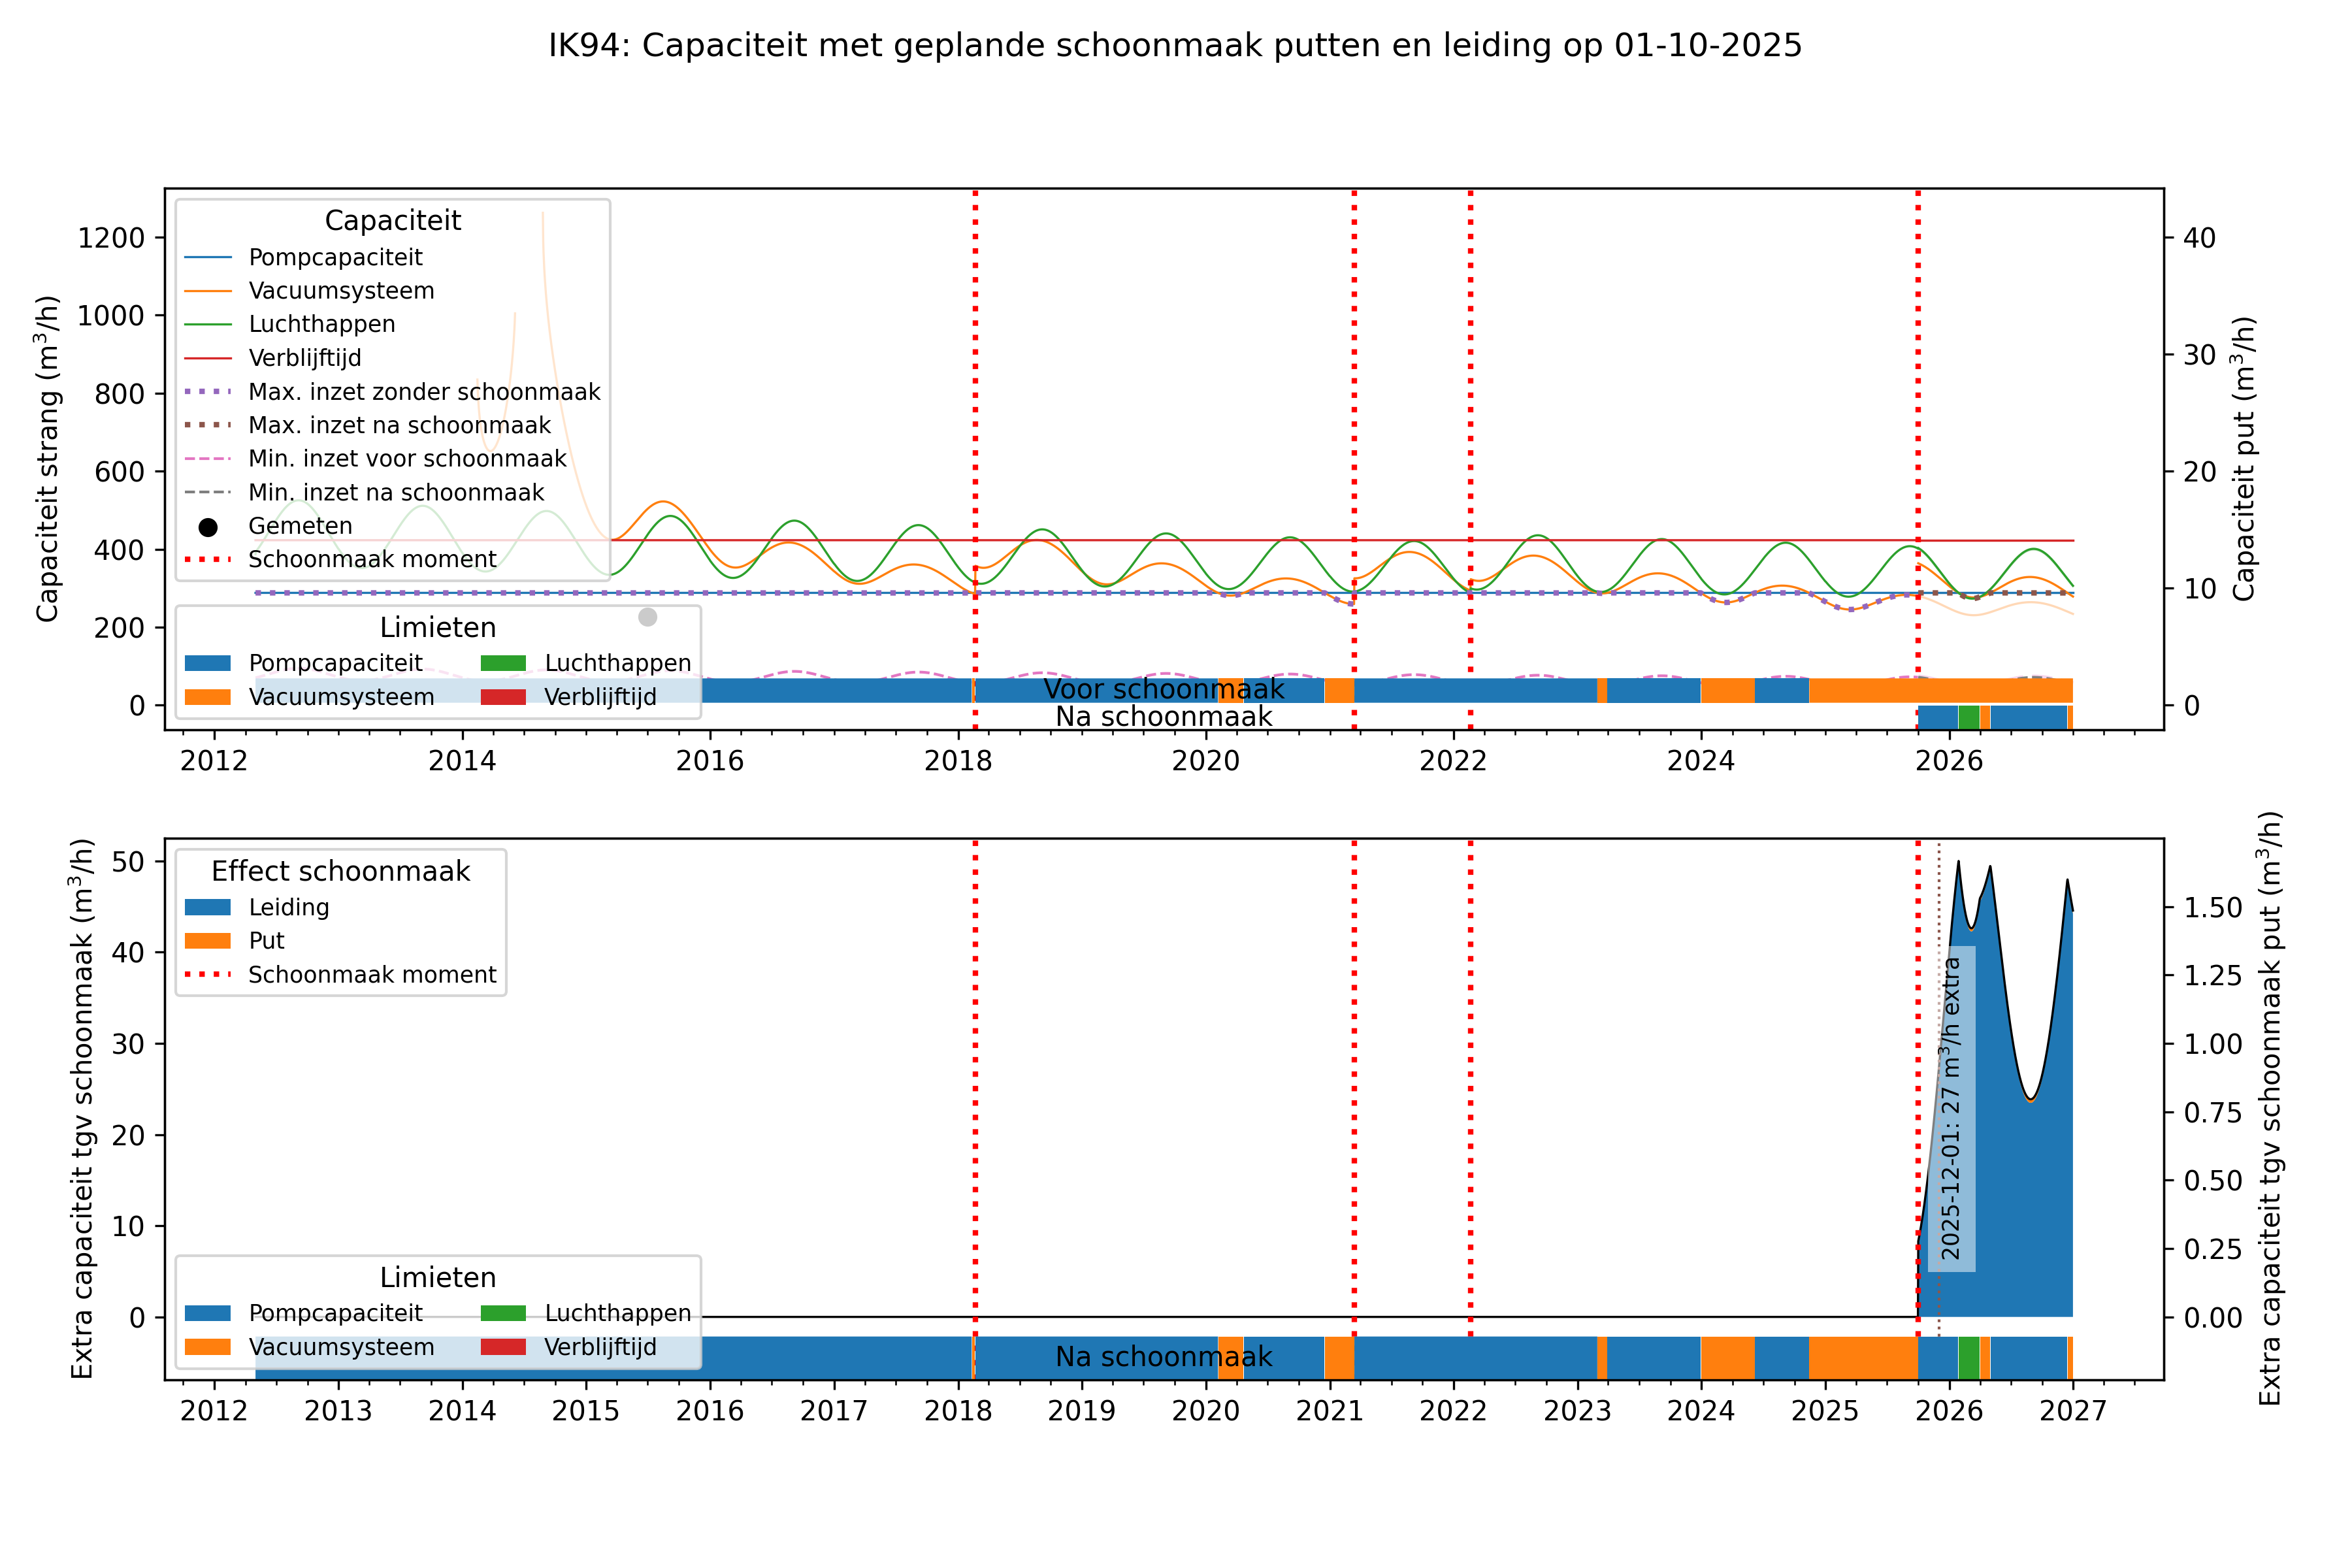 IK94: Capaciteit met geplande schoonmaak putten en leiding op 01-10-2025
Capaciteit strang (m³/h)
1200
1000
800
600
400
200
0
Capaciteit
Pompcapaciteit
Vacuumsysteem
Luchthappen
Verblijftijd
Max. inzet zonder schoonmaak
Max. inzet na schoonmaak
Min. inzet voor schoonmaak
Min. inzet na schoonmaak
Gemeten
Schoonmaak moment
Limieten
Pompcapaciteit Luchthappen
Vacuumsysteem Verblijftijd
Voor schoonmaak
Na schoonmaak
40
30
20
10
0
Capaciteit put (m³/h)
2012 2014 2016 2018 2020 2022 2024 2026
Extra capaciteit tgv schoonmaak (m³/h)
50
40
30
20
10
0
Effect schoonmaak
Leiding
Put
Schoonmaak moment
Limieten
Pompcapaciteit Luchthappen
Vacuumsysteem Verblijftijd
Na schoonmaak
2025-12-01: 27 m³/h extra
1.50
1.25
1.00
0.75
0.50
0.25
0.00
Extra capaciteit tgv schoonmaak put (m³/h)
2012 2013 2014 2015 2016 2017 2018 2019 2020 2021 2022 2023 2024 2025 2026 2027